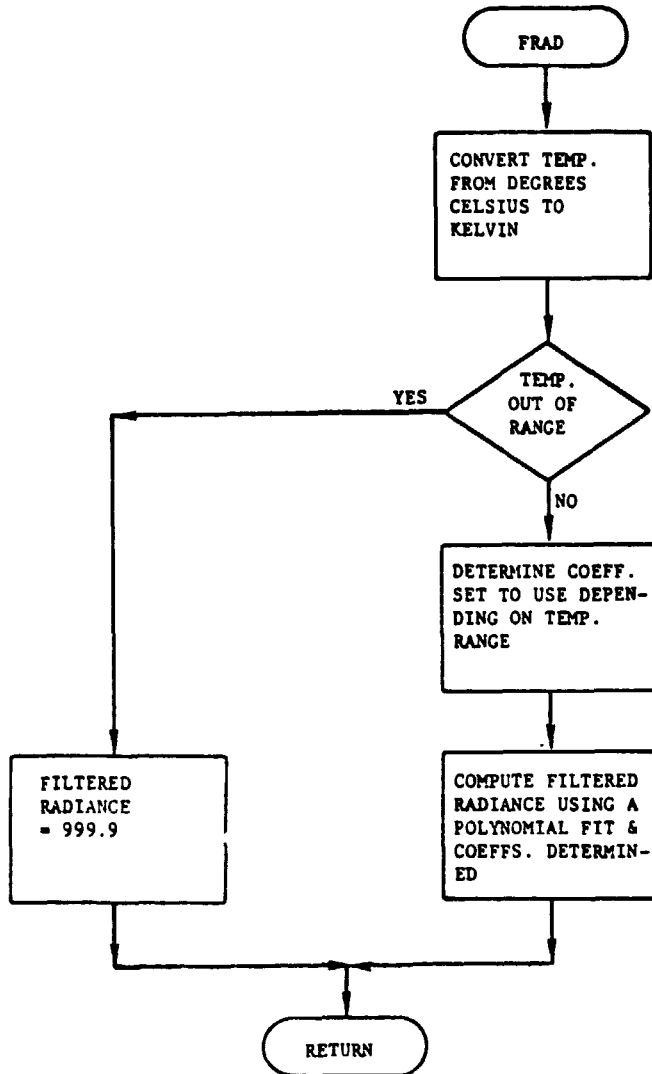 FRAD
CONVERT TEMP.
FROM DEGREES
CELSIUS TO
KELVIN
TEMP.
OUT OF
RANGE
YES
NO
DETERMINE COEFF.
SET TO USE DEPEN-
DING ON TEMP.
RANGE
FILTERED
RADIANCE
= 999.9
COMPUTE FILTERED
RADIANCE USING A
POLYNOMIAL FIT &
COEFFS. DETERMIN-
ED
RETURN